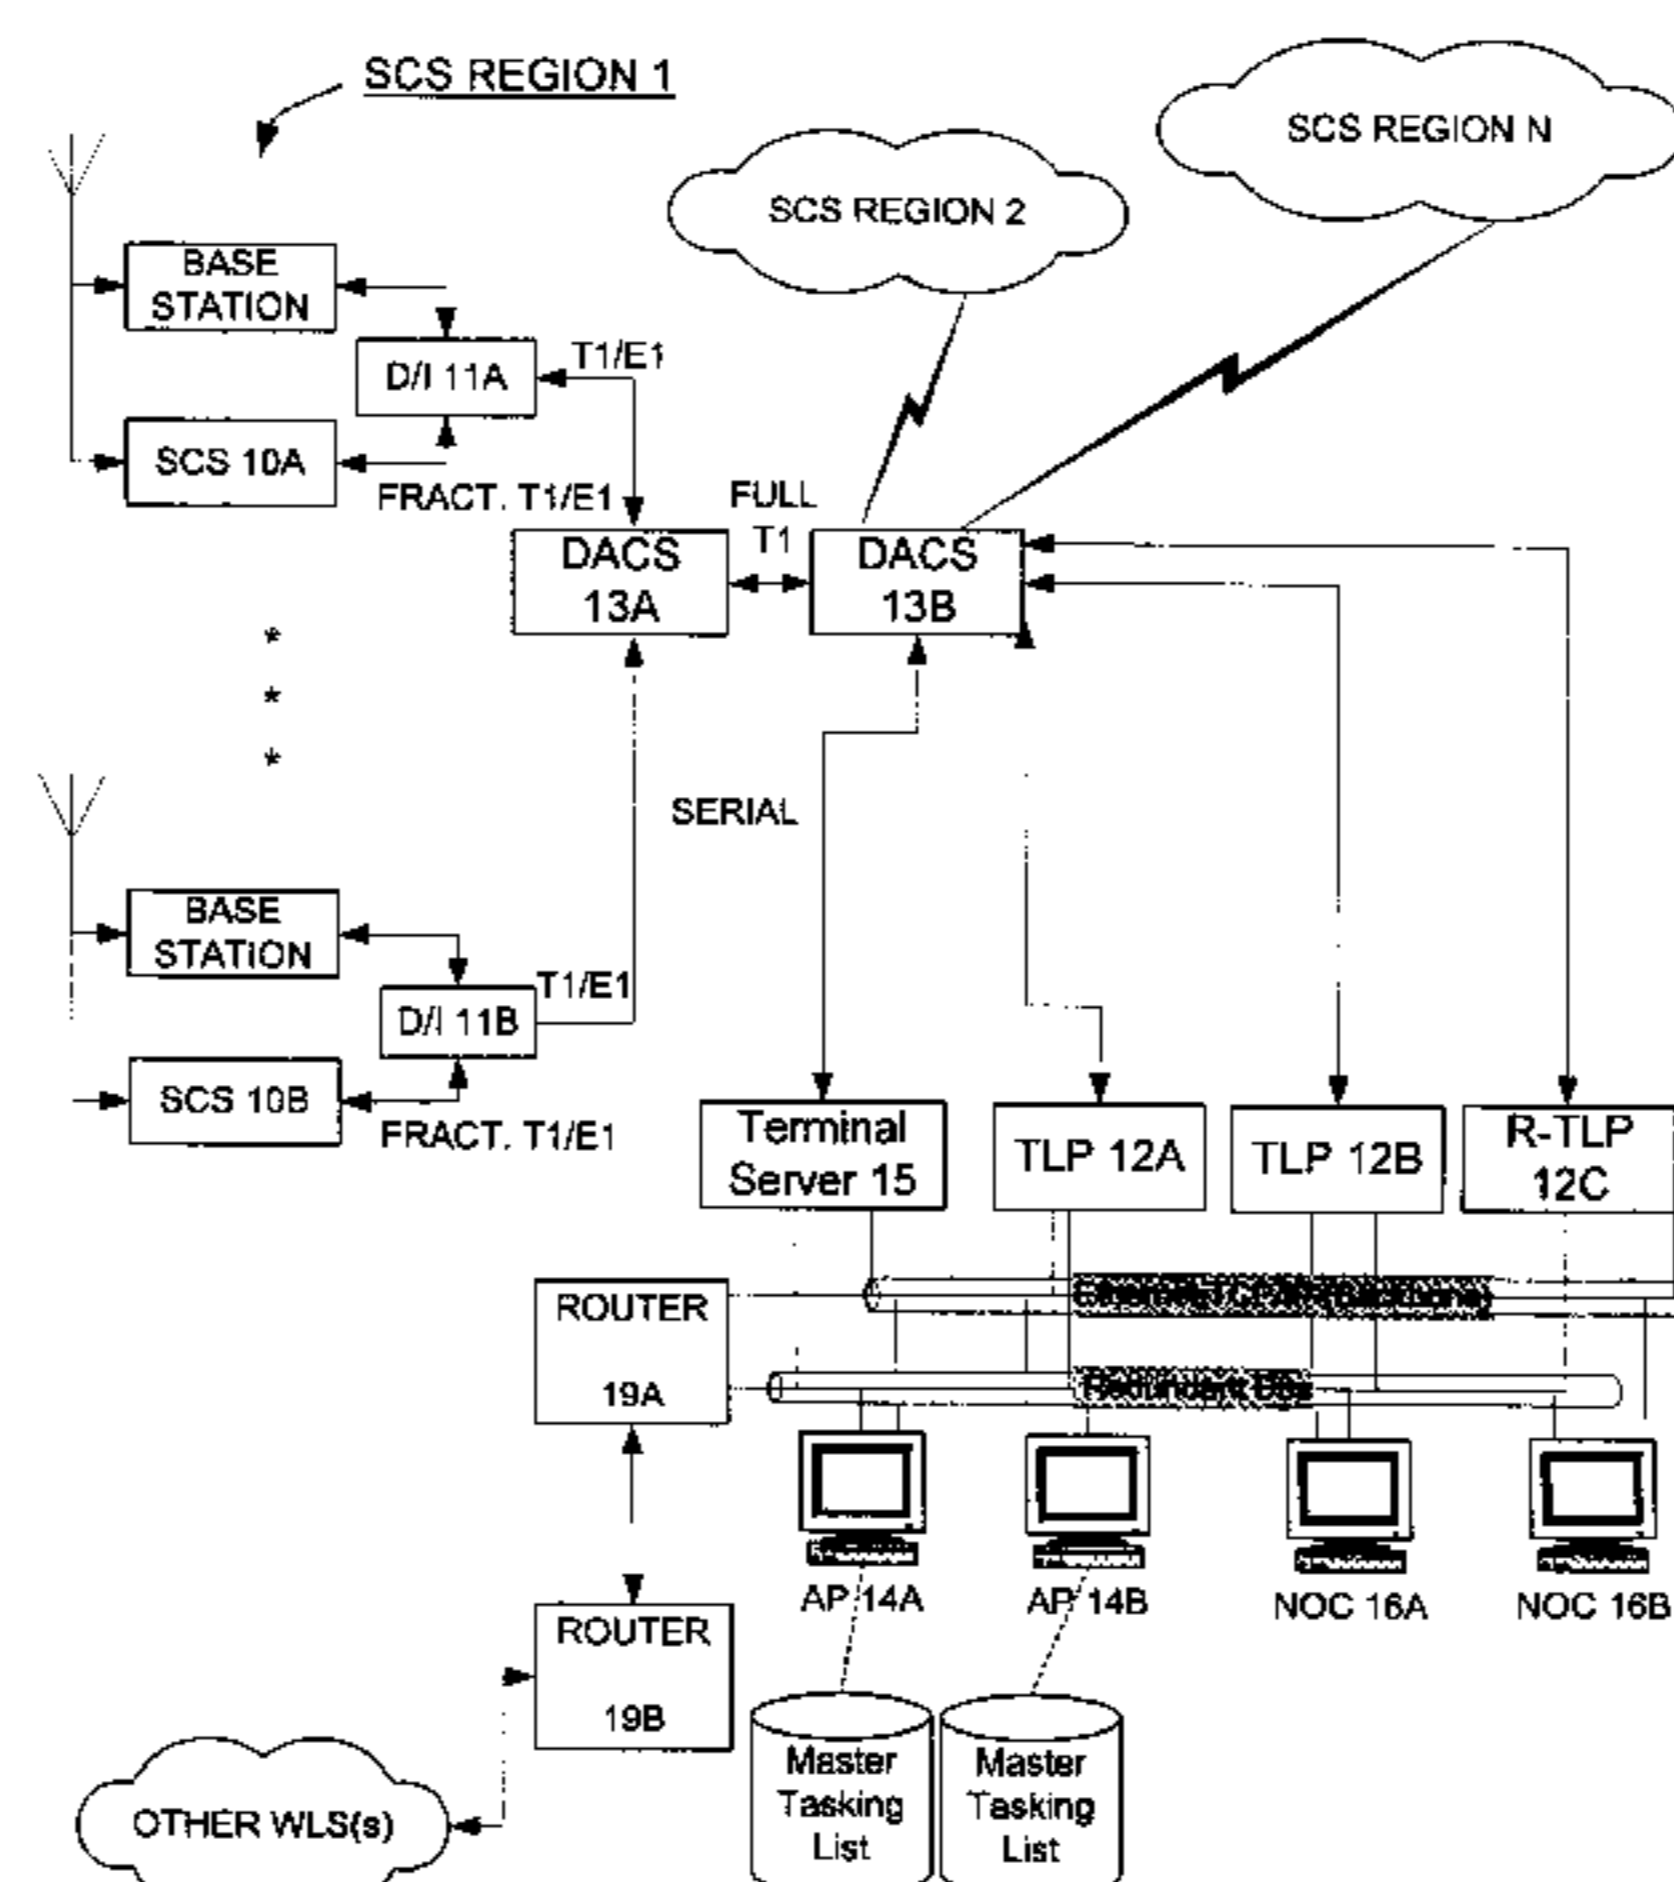 SCS REGION 1
SCS REGION N
SCS REGION 2
BASE
STATION
D/I 11A
T1/E1
SCS 10A
FRACT. T1/E1
FULL
T1
DACS
13A
DACS
13B
*
*
*
SERIAL
BASE
STATION
D/I 11B
T1/E1
SCS 10B
FRACT. T1/E1
Terminal
Server 15
TLP 12A
TLP 12B
R-TLP
12C
ROUTER
19A
AP 14A
AP 14B
NOC 16A
NOC 16B
ROUTER
19B
OTHER WLS(s)
Master
Tasking
List
Master
Tasking
List